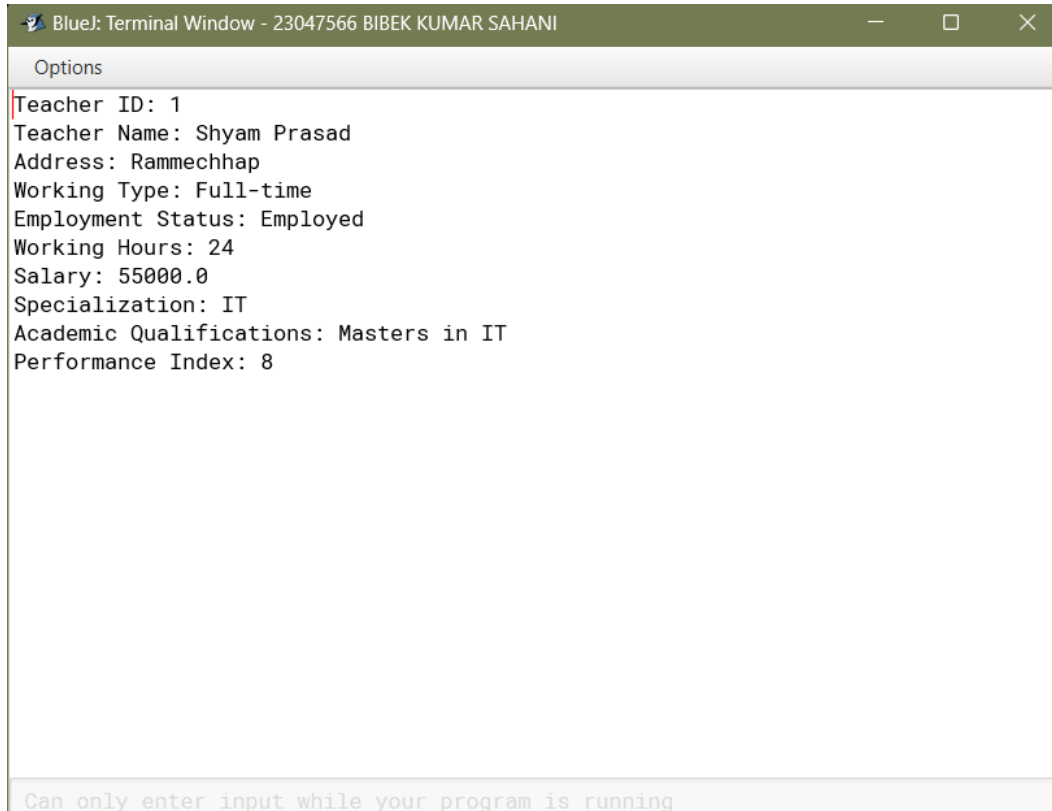 BlueJ: Terminal Window - 23047566 BIBEK KUMAR SAHANI
Options
Teacher ID: 1
Teacher Name: Shyam Prasad
Address: Rammechhap
Working Type: Full-time
Employment Status: Employed
Working Hours: 24
Salary: 55000.0
Specialization: IT
Academic Qualifications: Masters in IT
Performance Index: 8
Can only enter input while your program is running